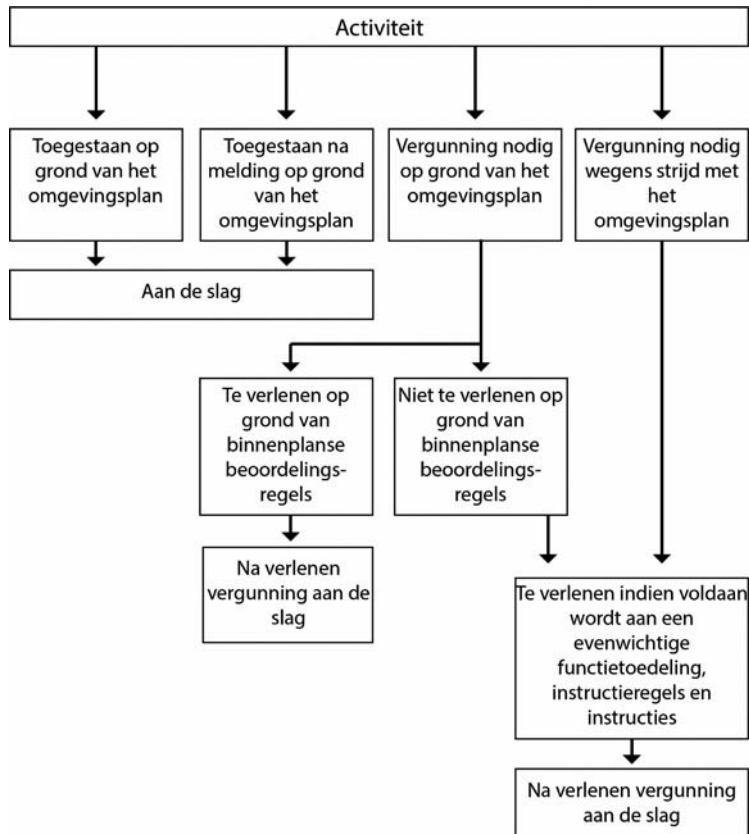 Activiteit
Toegestaan op
grond van het
omgevingsplan
Toegestaan na
melding op grond
van het
omgevingsplan
Vergunning nodig
op grond van het
omgevingsplan
Vergunning nodig
wegens strijd met
het
omgevingsplan
Aan de slag
Te verlenen op
grond van
binnenplanse
beoordelings-
regels
Niet te verlenen op
grond van
binnenplanse
beoordelings-
regels
Na verlenen
vergunning aan de
slag
Te verlenen indien voldaan
wordt aan een
evenwichtige
functietoedeling,
instructieregels en
instructies
Na verlenen vergunning
aan de slag